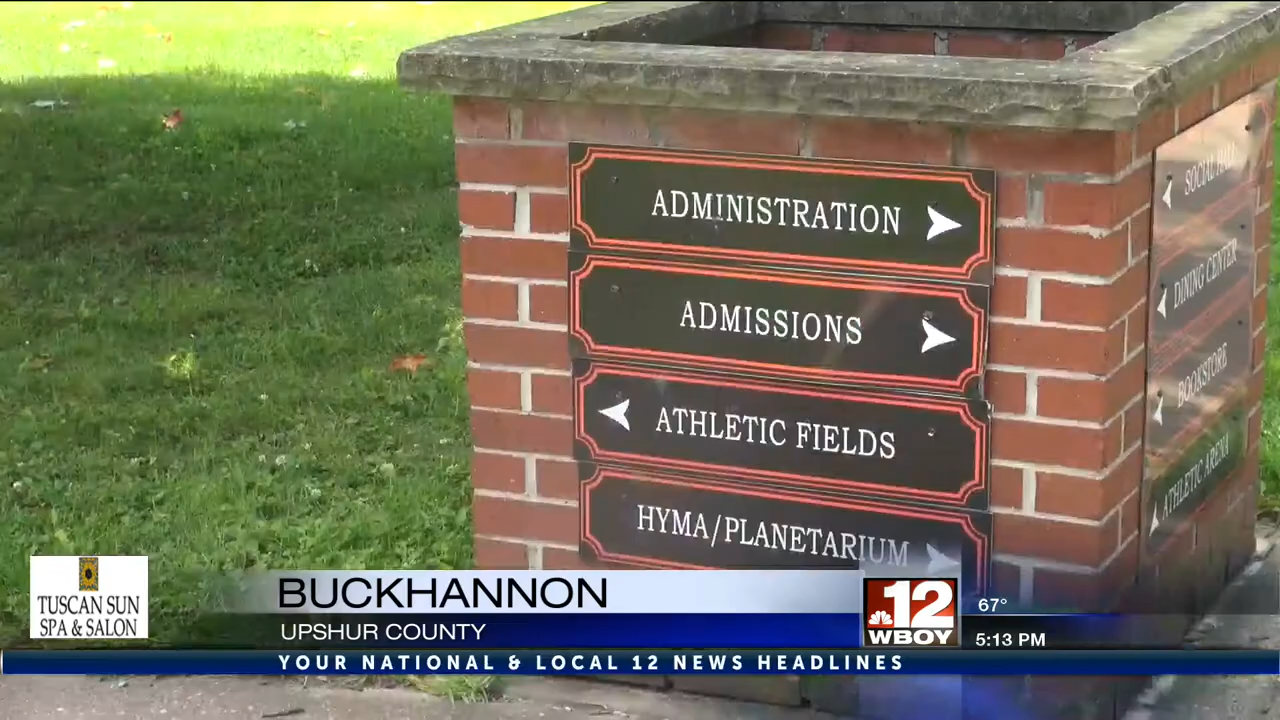 ADMINISTRATION
ADMISSIONS
ATHLETIC FIELDS
HYMA/PLANETARIUM
SOCIAL HALL
DINING CENTER
BOOKSTORE
ATHLETIC ARENA
TUSCAN SUN
SPA & SALON
BUCKHANNON
UPSHUR COUNTY
12
WBOY
67°
5:13 PM
YOUR NATIONAL & LOCAL 12 NEWS HEADLINES